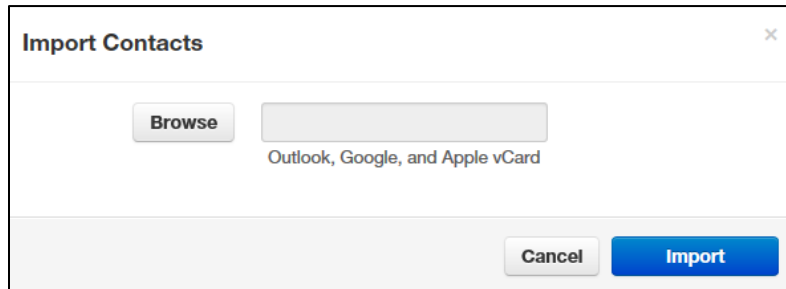 Import Contacts
×
Browse
Outlook, Google, and Apple vCard
Cancel Import